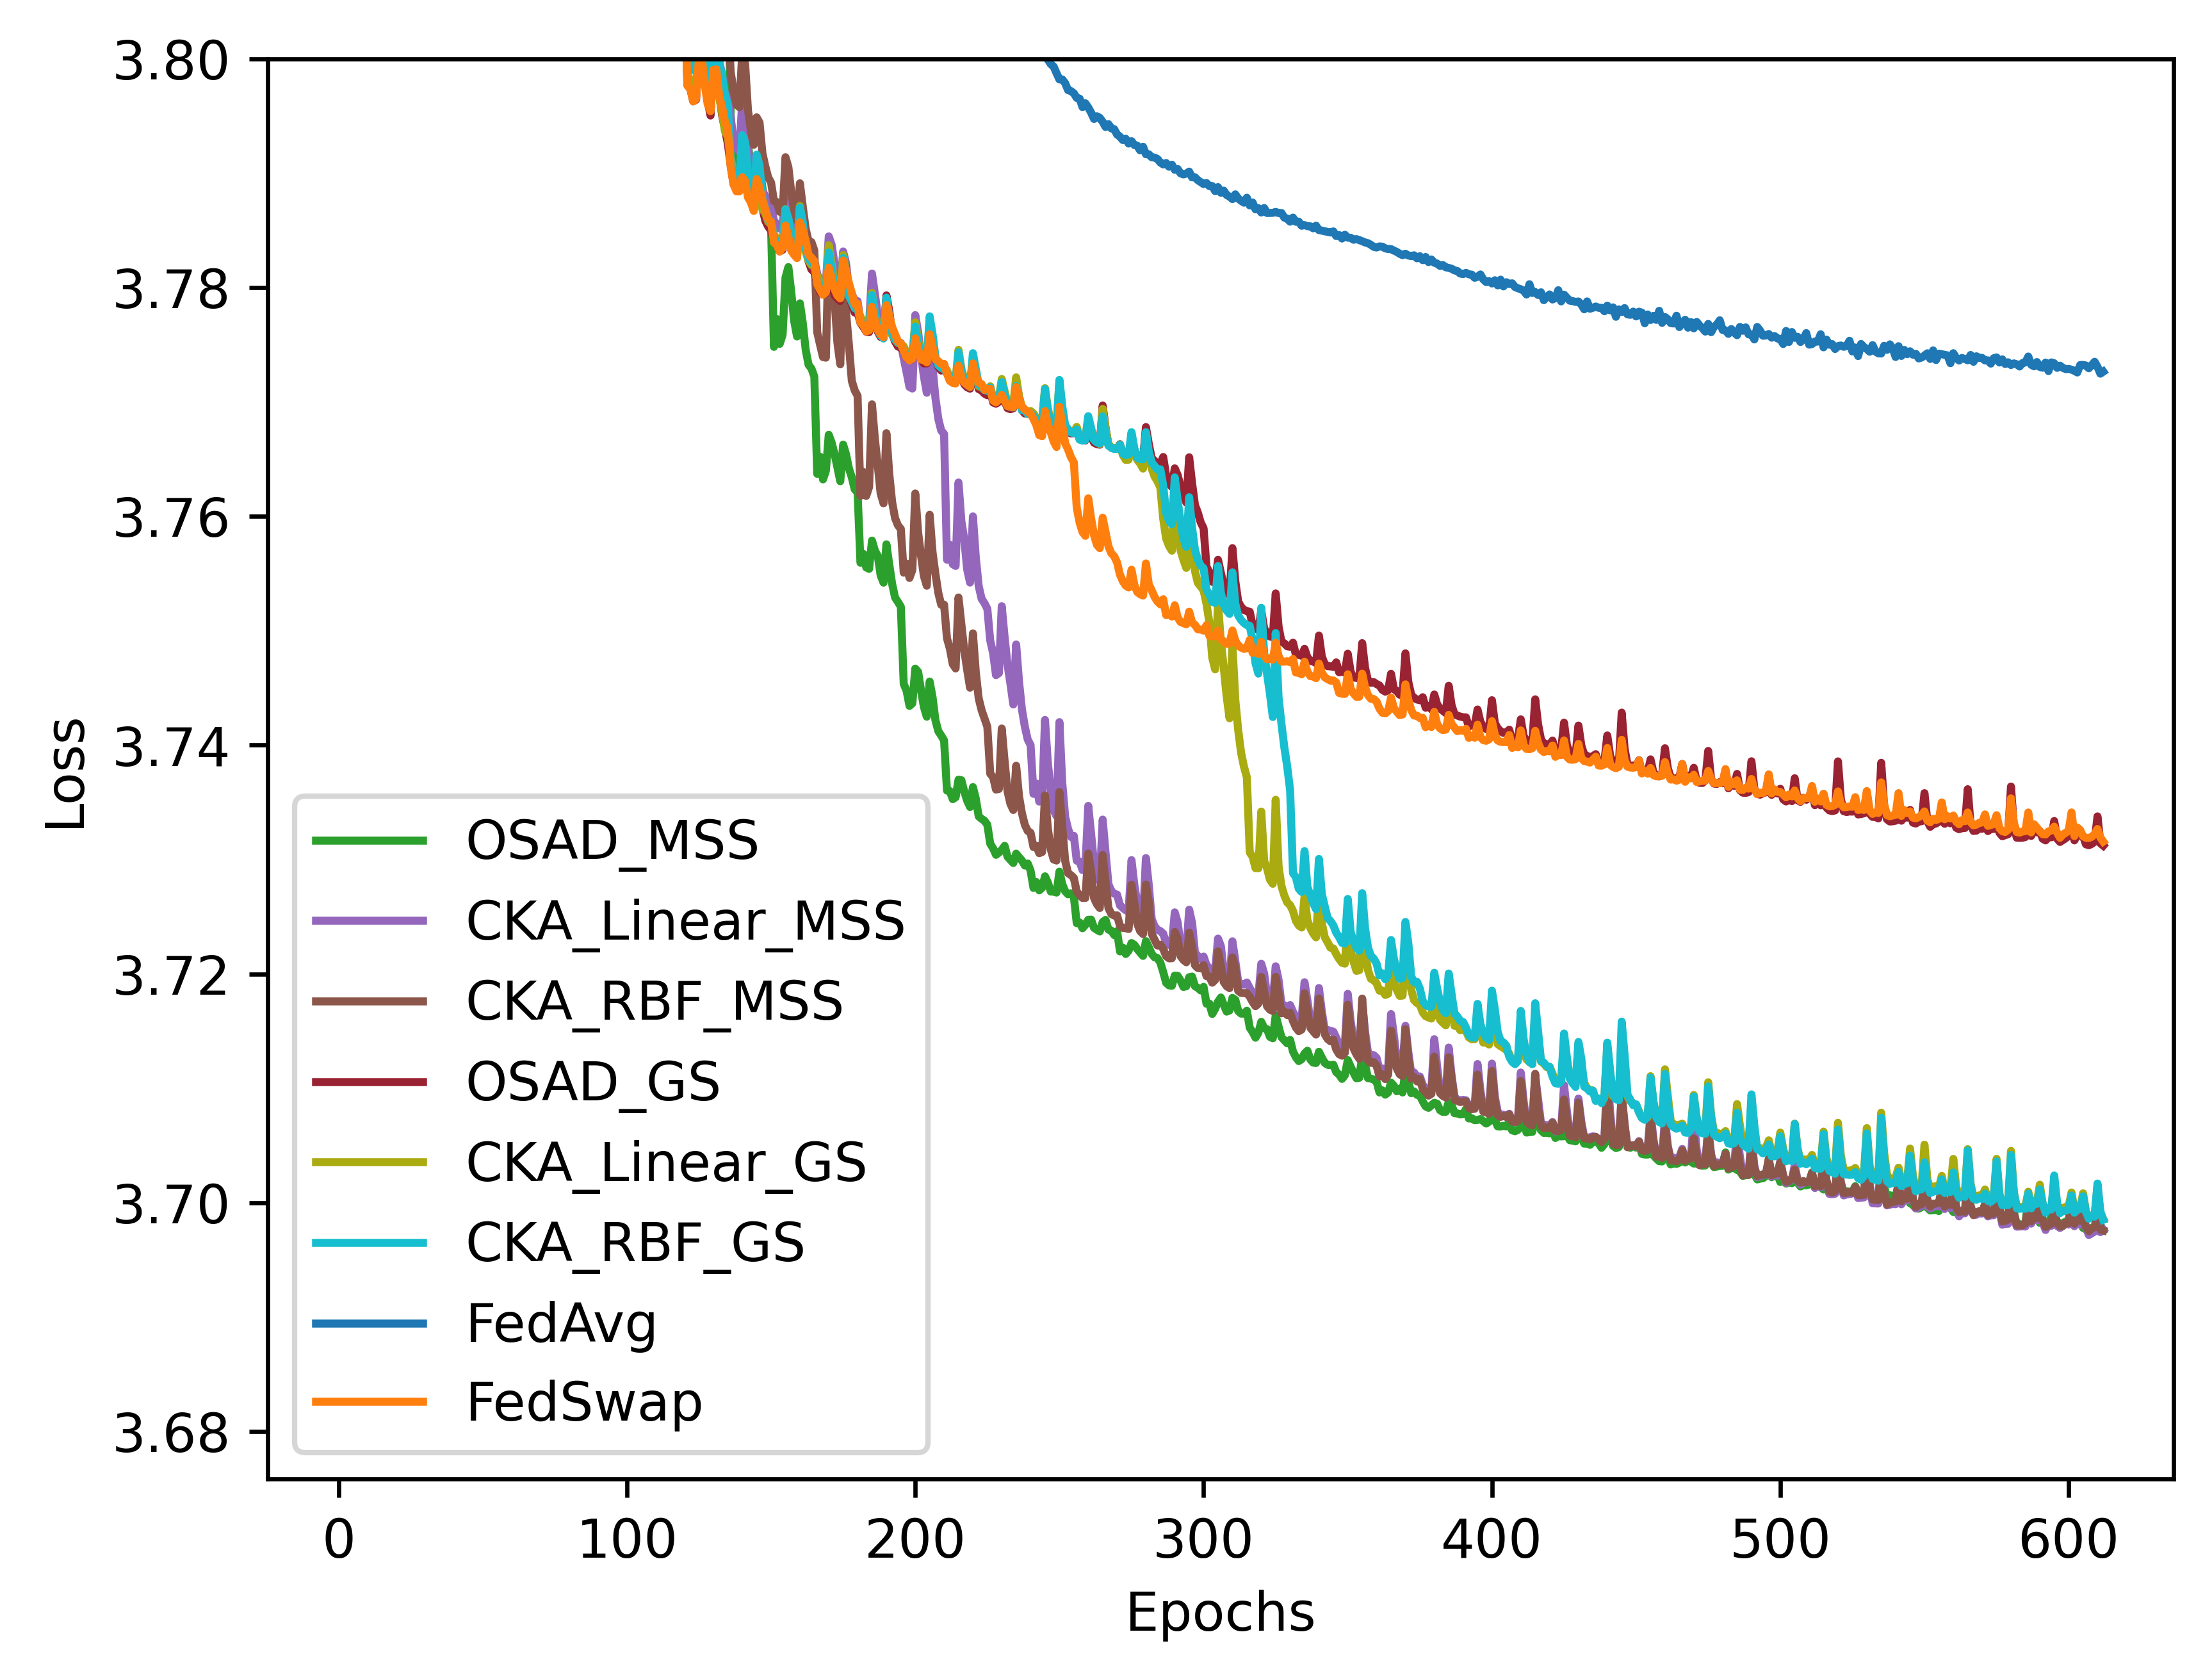 3.80
3.78
3.76
3.74
3.72
3.70
3.68
Loss
OSAD_MSS
CKA_Linear_MSS
CKA_RBF_MSS
OSAD_GS
CKA_Linear_GS
CKA_RBF_GS
FedAvg
FedSwap
0 100 200 300 400 500 600
Epochs